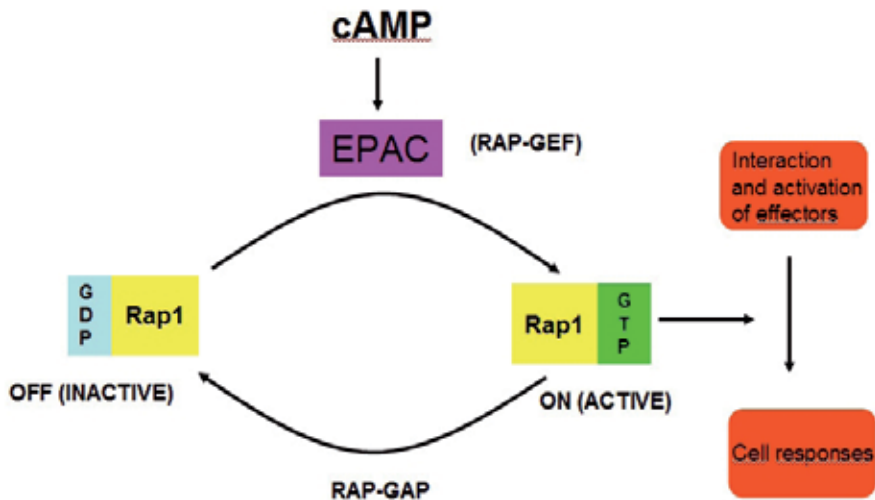 cAMP
EPAC
(RAP-GEF)
Interaction
and activation
of effectors
G
D
P
Rap1
Rap1
G
T
P
OFF (INACTIVE)
ON (ACTIVE)
Cell responses
RAP-GAP